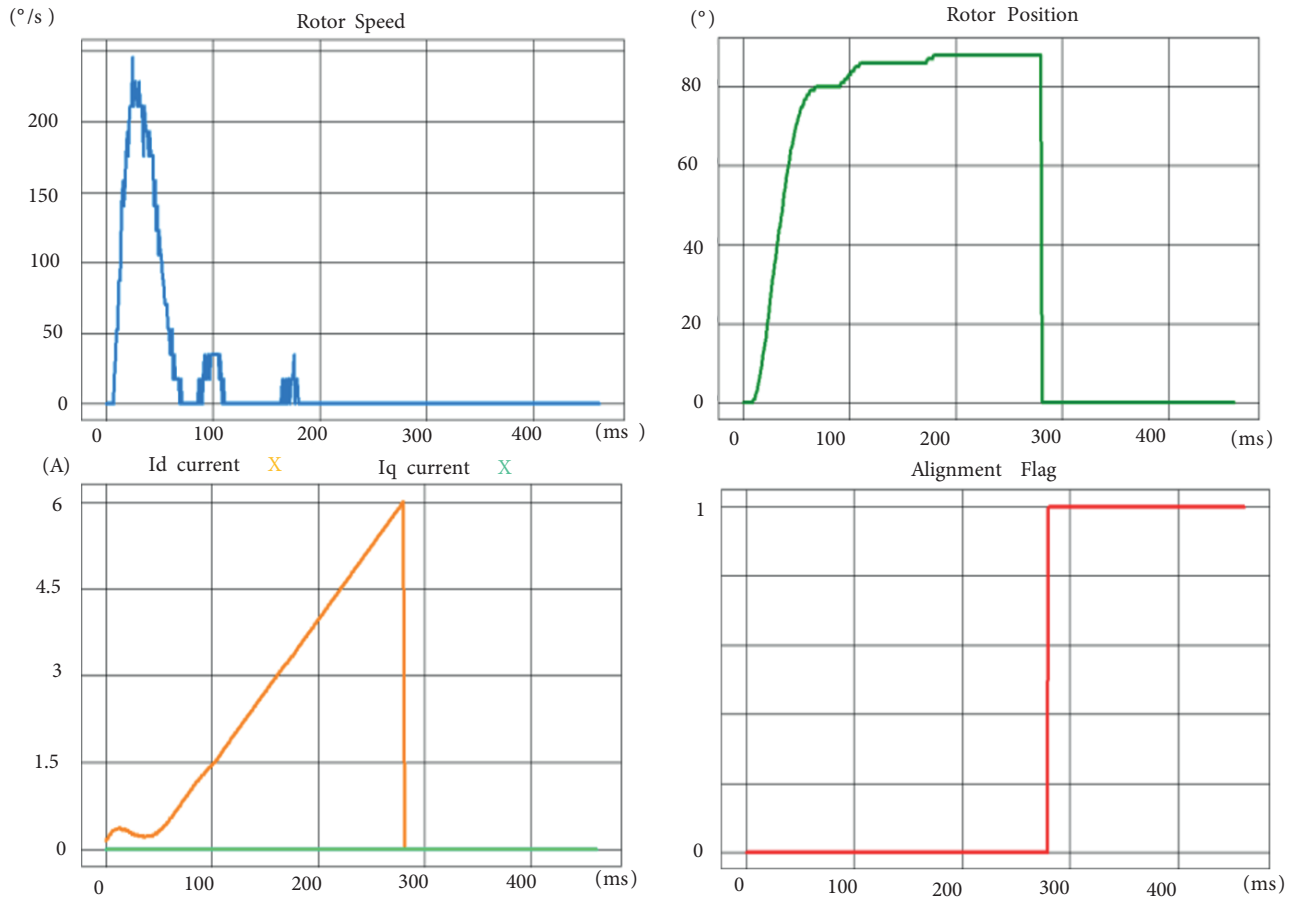 (°/s)
Rotor Speed
200
150
100
50
0
0 100 200 300 400 (ms)
(°)
Rotor Position
80
60
40
20
0
0 100 200 300 400 (ms)
(A)
Id current X Iq current X
6
4.5
3
1.5
0
0 100 200 300 400 (ms)
Alignment Flag
1
0
0 100 200 300 400 (ms)